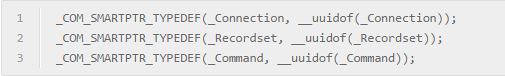 1 _COM_SMARTPTR_TYPEDEF(_Connection, __uuidof(_Connection));
2 _COM_SMARTPTR_TYPEDEF(_Recordset, __uuidof(_Recordset));
3 _COM_SMARTPTR_TYPEDEF(_Command, __uuidof(_Command));